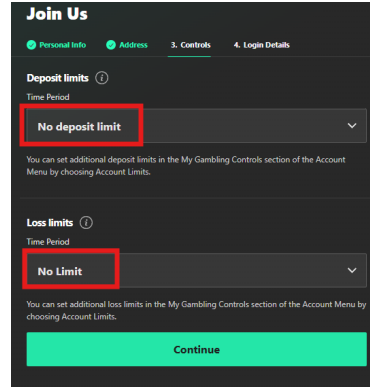 Join Us
Personal Info Address 3. Controls 4. Login Details
Deposit limits i
Time Period
No deposit limit
You can set additional deposit limits in the My Gambling Controls section of the Account
Menu by choosing Account Limits.
Loss limits i
Time Period
No Limit
You can set additional loss limits in the My Gambling Controls section of the Account Menu by
choosing Account Limits.
Continue